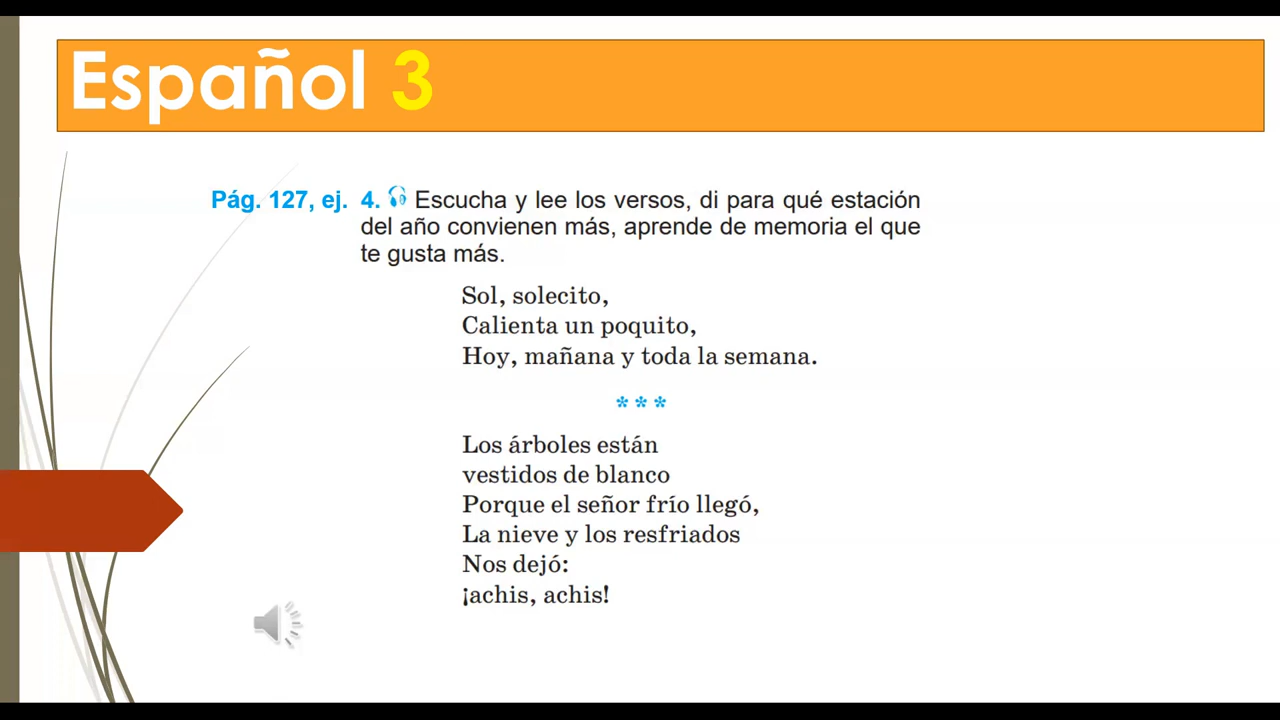 Español 3
Pág. 127, ej. 4. Escucha y lee los versos, di para qué estación
del año convienen más, aprende de memoria el que
te gusta más.
Sol, solecito,
Calienta un poquito,
Hoy, mañana y toda la semana.
* * *
Los árboles están
vestidos de blanco
Porque el señor frío llegó,
La nieve y los resfriados
Nos dejó:
¡achis, achis!